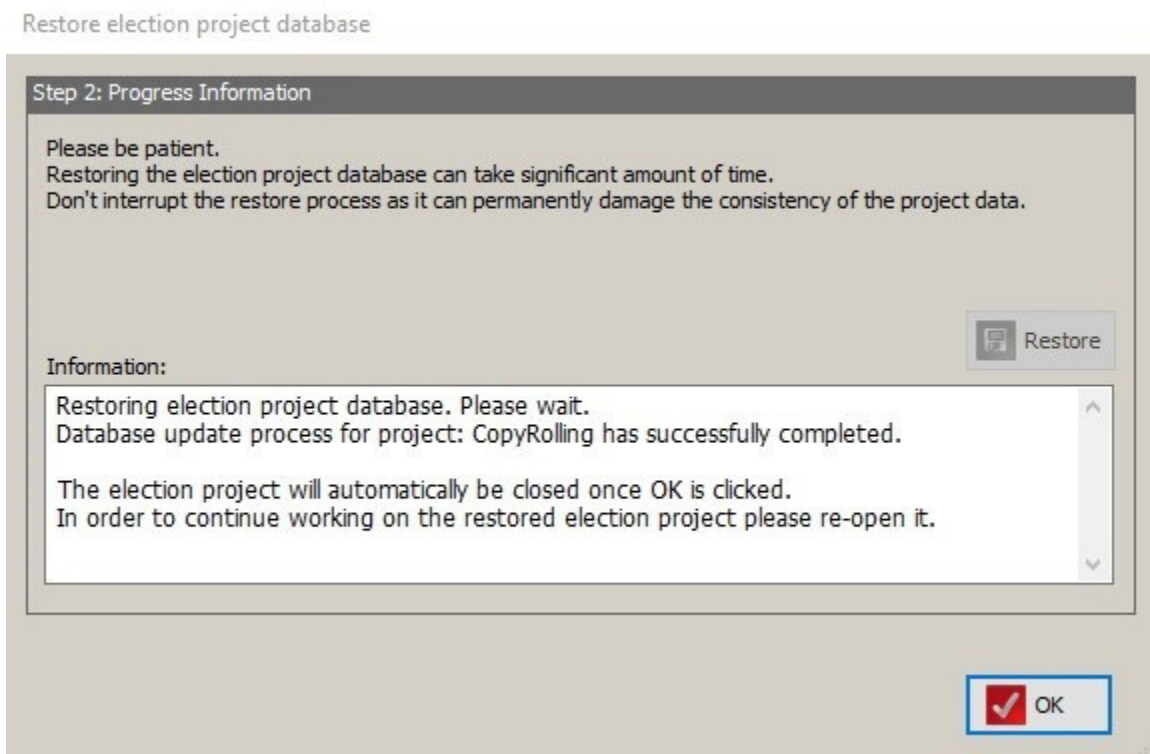 Restore election project database
Step 2: Progress Information
Please be patient.
Restoring the election project database can take significant amount of time.
Don't interrupt the restore process as it can permanently damage the consistency of the project data.
Restore
Information:
Restoring election project database. Please wait.
Database update process for project: CopyRolling has successfully completed.
The election project will automatically be closed once OK is clicked.
In order to continue working on the restored election project please re-open it.
OK